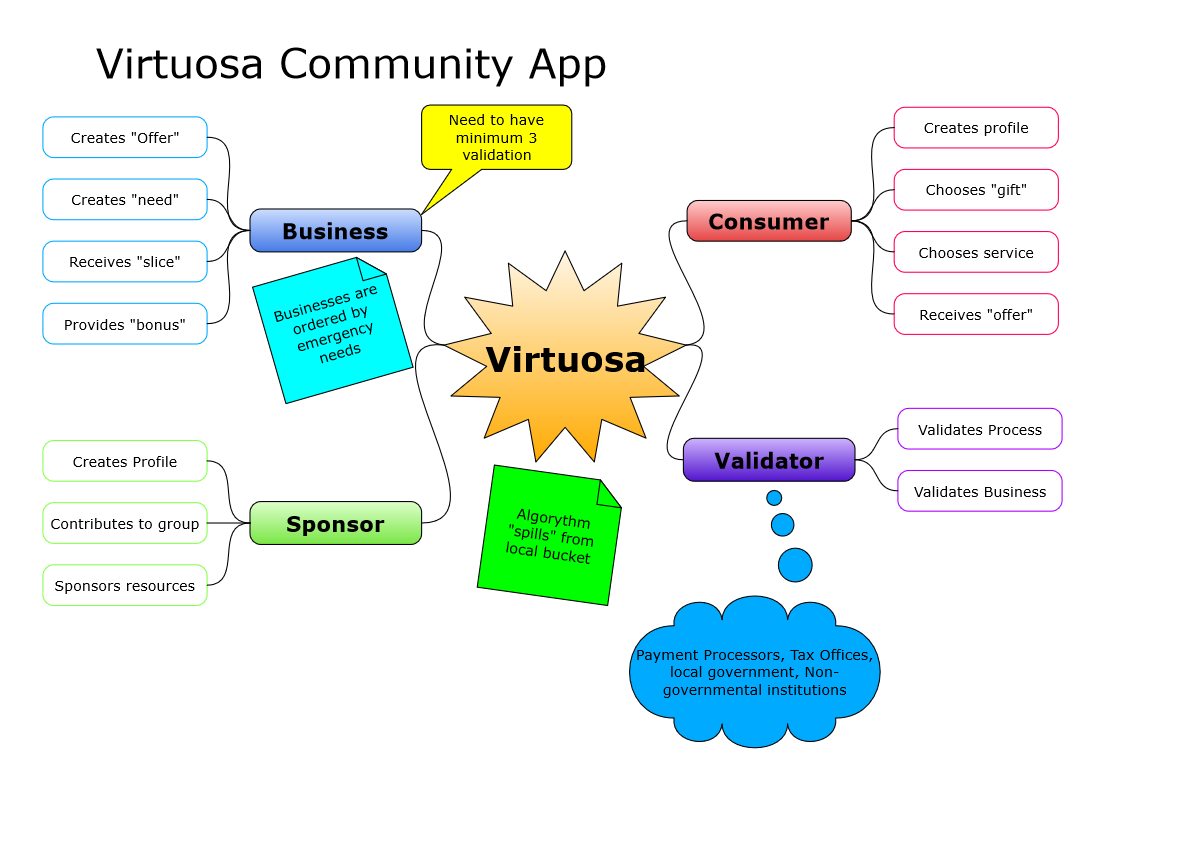 Virtuosa Community App
Creates "Offer"
Creates "need"
Receives "slice"
Provides "bonus"
Business
Need to have
minimum 3
validation
Businesses are
ordered by
emergency
needs
Creates Profile
Contributes to group
Sponsors resources
Sponsor
Virtuosa
Algorythm
"spills" from
local bucket
Consumer
Creates profile
Chooses "gift"
Chooses service
Receives "offer"
Validator
Validates Process
Validates Business
Payment Processors, Tax Offices,
local government, Non-
governmental institutions